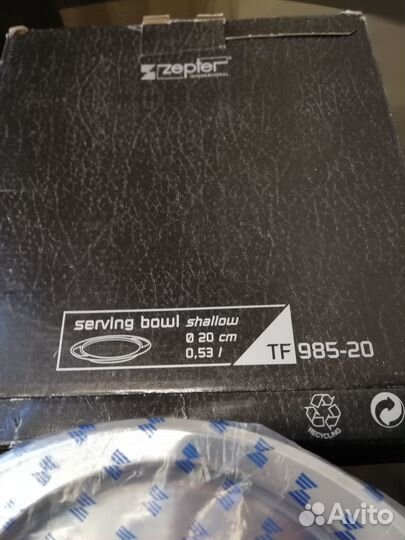 zepter
INTERNATIONAL
serving bowl shallow
Ø 20 cm
0,53 l
TF 985-20
RECYCLING
Avito